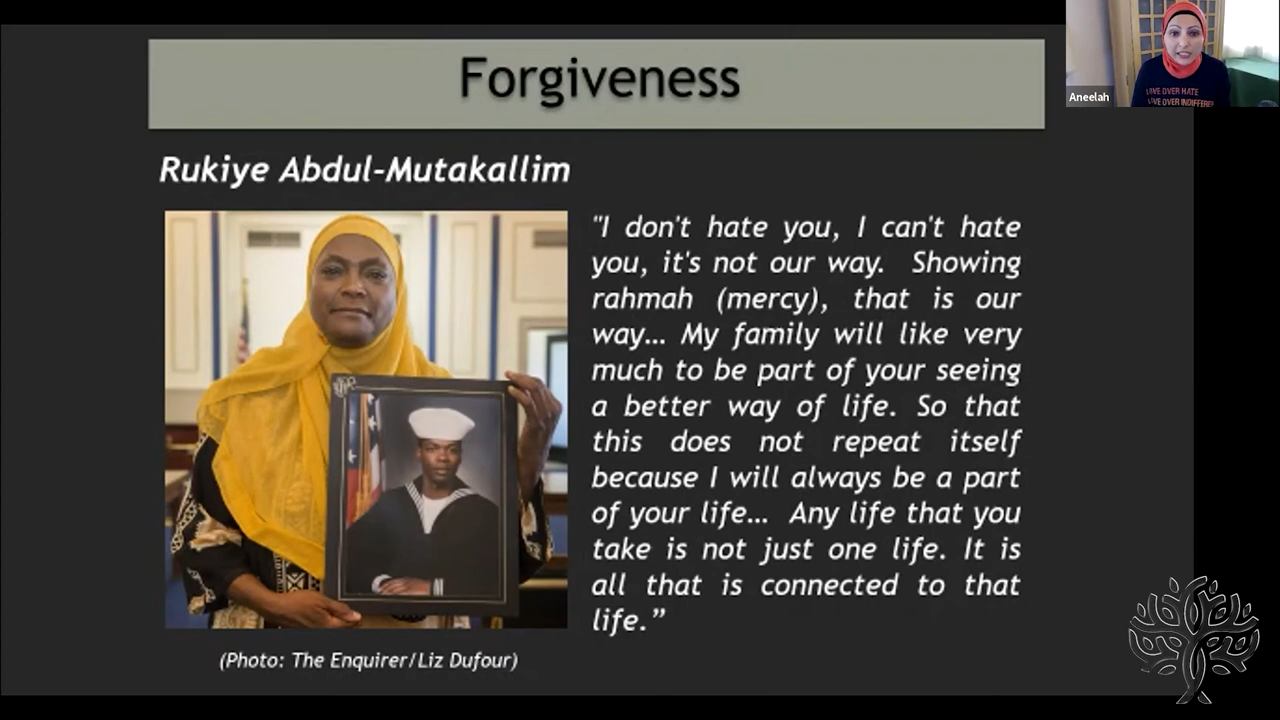 Forgiveness
Rukiye Abdul-Mutakallim
"I don't hate you, I can't hate
you, it's not our way. Showing
rahmah (mercy), that is our
way... My family will like very
much to be part of your seeing
a better way of life. So that
this does not repeat itself
because I will always be a part
of your life... Any life that you
take is not just one life. It is
all that is connected to that
life.”
(Photo: The Enquirer/Liz Dufour)
Aneelah
LOVE OVER HATE
LOVE OVER INDIFFERE